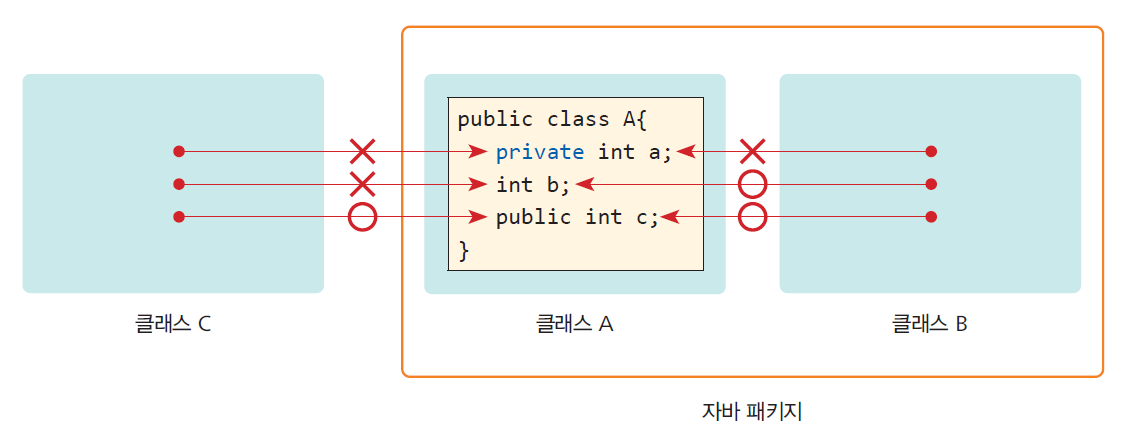 public class A{
private int a;
int b;
public int c;
}
클래스 C
클래스 A
클래스 B
자바 패키지